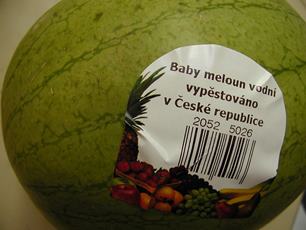 Baby meloun vodní
vypěstováno
v České republice
2052 5026